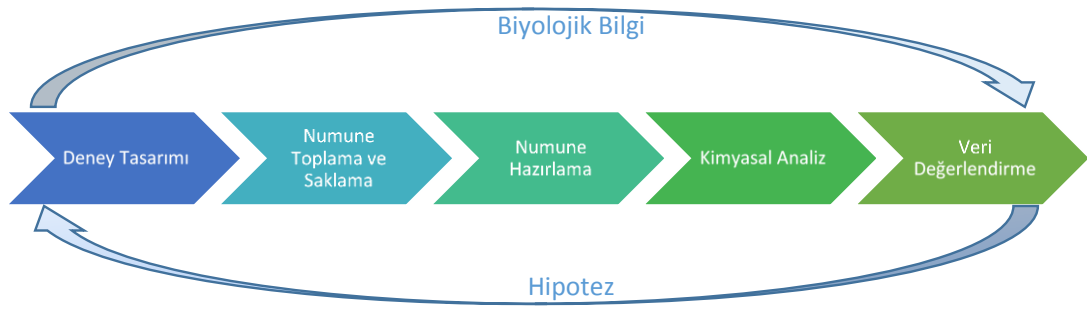 Biyolojik Bilgi
Deney Tasarımı
Numune
Toplama ve
Saklama
Numune
Hazırlama
Kimyasal Analiz
Veri
Değerlendirme
Hipotez